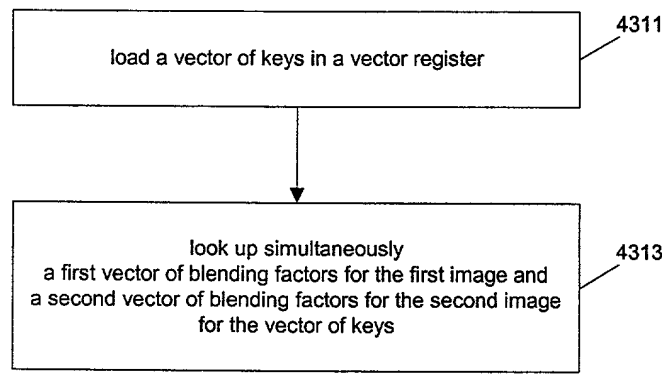 4311
load a vector of keys in a vector register
look up simultaneously
4313
a first vector of blending factors for the first image and
a second vector of blending factors for the second image
for the vector of keys